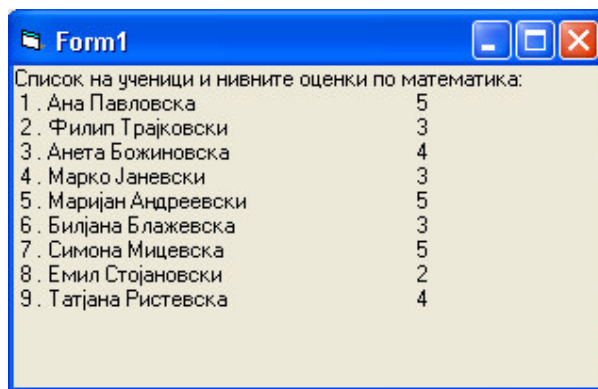 Form1
Список на ученици и нивните оценки по математика:
1 . Ана Павловска 5
2 . Филип Трајковски 3
3 . Анета Божиновска 4
4 . Марко Јаневски 3
5 . Маријан Андреевски 5
6 . Билјана Блажевска 3
7 . Симона Мицевска 5
8 . Емил Стојановски 2
9 . Татјана Ристевска 4